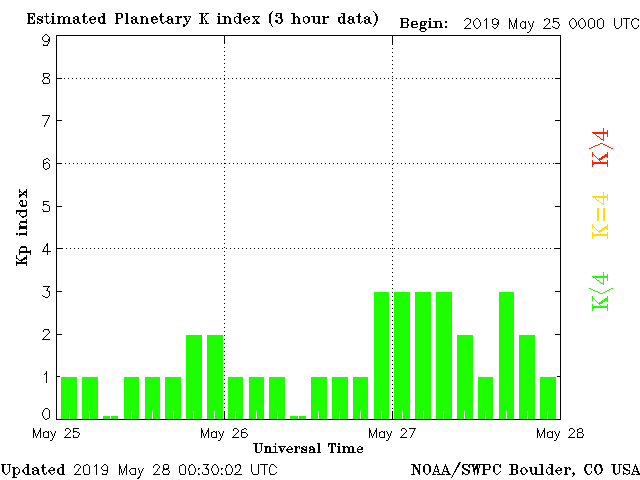 Estimated Planetary K index (3 hour data) Begin: 2019 May 25 0000 UTC
9
8
7
6
5
4
3
2
1
0
Kp index
K>4
K=4
K<4
May 25 May 26 May 27 May 28
Universal Time
Updated 2019 May 28 00:30:02 UTC NOAA/SWPC Boulder, CO USA